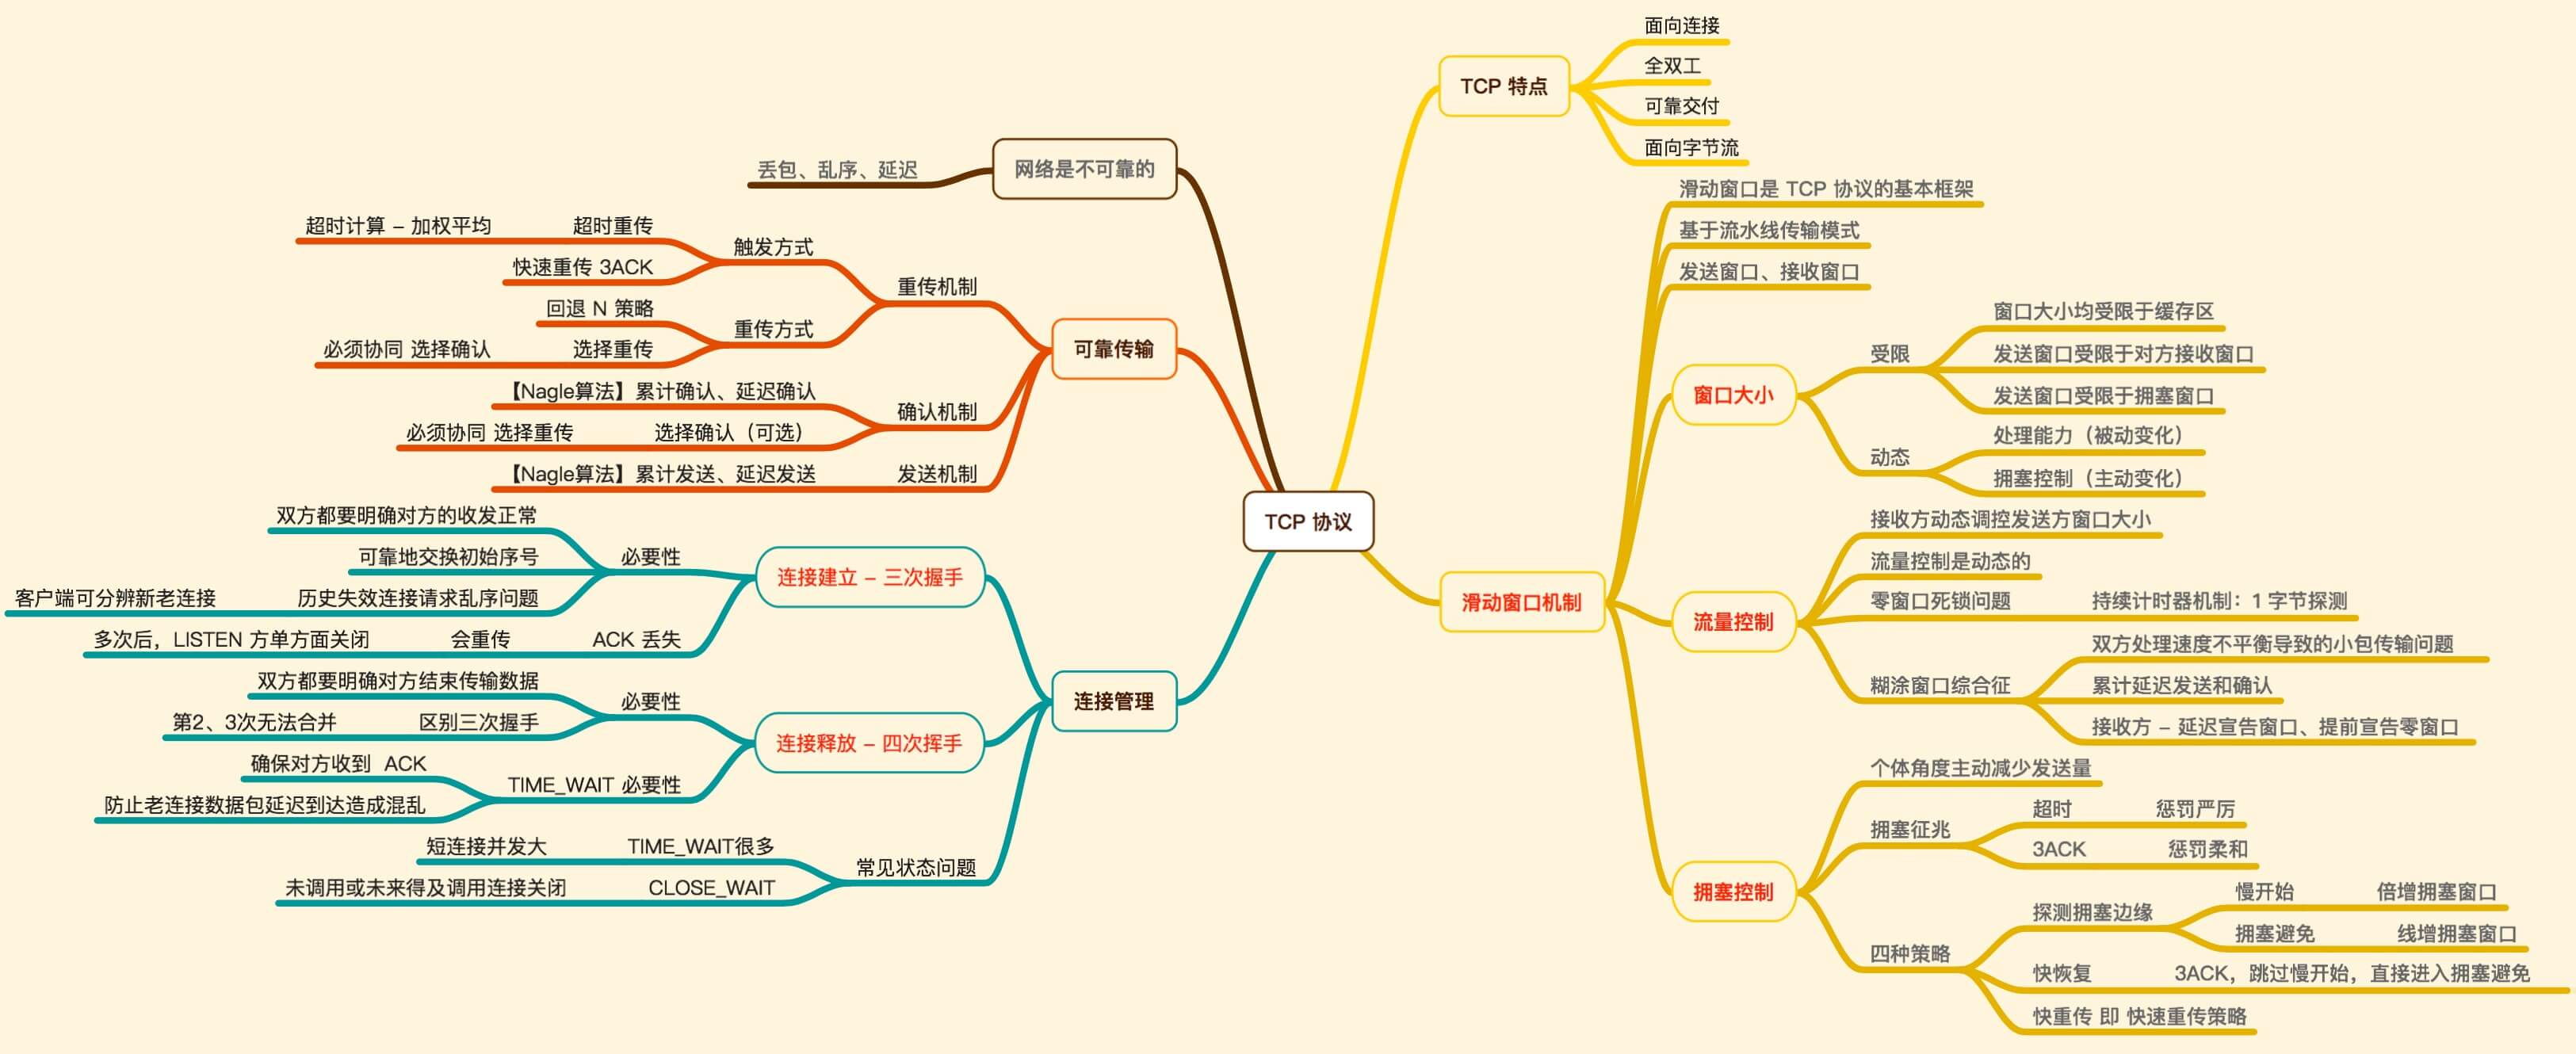 TCP 协议
TCP 特点
面向连接
全双工
可靠交付
面向字节流
滑动窗口机制
滑动窗口是 TCP 协议的基本框架
基于流水线传输模式
发送窗口、接收窗口
窗口大小
受限
窗口大小均受限于缓存区
发送窗口受限于对方接收窗口
发送窗口受限于拥塞窗口
动态
处理能力（被动变化）
拥塞控制（主动变化）
流量控制
接收方动态调控发送方窗口大小
流量控制是动态的
零窗口死锁问题
持续计时器机制：1 字节探测
糊涂窗口综合征
双方处理速度不平衡导致的小包传输问题
累计延迟发送和确认
接收方 – 延迟宣告窗口、提前宣告零窗口
拥塞控制
个体角度主动减少发送量
拥塞征兆
超时
惩罚严厉
3ACK
惩罚柔和
四种策略
探测拥塞边缘
慢开始
倍增拥塞窗口
拥塞避免
线增拥塞窗口
快恢复
3ACK，跳过慢开始，直接进入拥塞避免
快重传 即 快速重传策略
网络是不可靠的
丢包、乱序、延迟
可靠传输
重传机制
触发方式
超时重传
超时计算 – 加权平均
快速重传 3ACK
重传方式
回退 N 策略
选择重传
必须协同 选择确认
确认机制
【Nagle算法】累计确认、延迟确认
选择确认（可选）
必须协同 选择重传
发送机制
【Nagle算法】累计发送、延迟发送
连接管理
连接建立 – 三次握手
必要性
双方都要明确对方的收发正常
可靠地交换初始序号
历史失效连接请求乱序问题
客户端可分辨新老连接
ACK 丢失
会重传
多次后，LISTEN 方单方面关闭
连接释放 – 四次挥手
必要性
双方都要明确对方结束传输数据
区别三次握手
第2、3次无法合并
TIME_WAIT 必要性
确保对方收到 ACK
防止老连接数据包延迟到达造成混乱
常见状态问题
TIME_WAIT很多
短连接并发大
CLOSE_WAIT
未调用或未来得及调用连接关闭